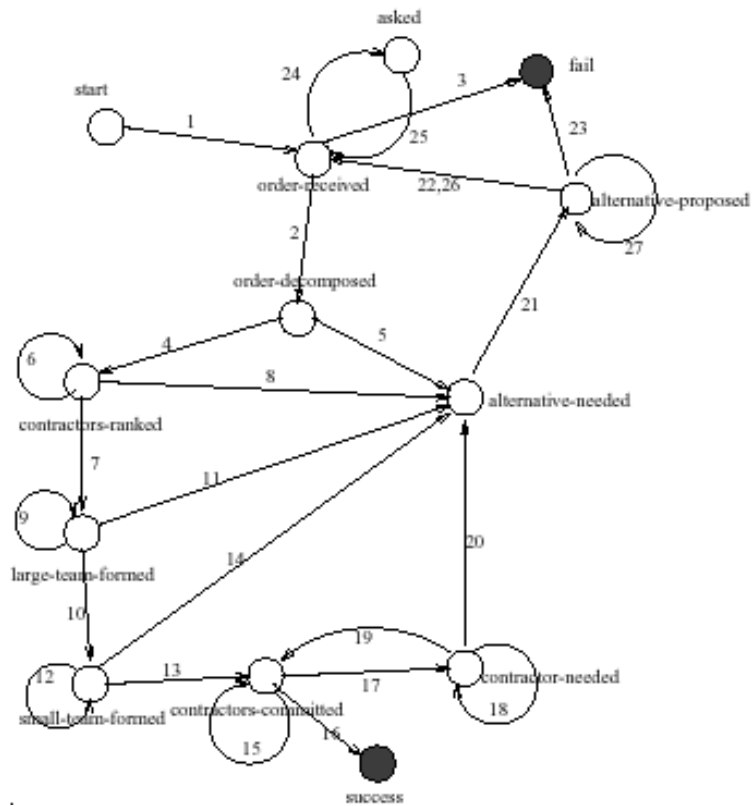 asked
24
3
fail
start
1
25
23
order-received
22,26
alternative-proposed
2
27
order-decomposed
21
4
5
6
8
alternative-needed
contractors-ranked
7
11
9
14
large-team-formed
20
10
19
12
13
contractor-needed
17
small-team-formed
contractors-committed
18
16
15
success